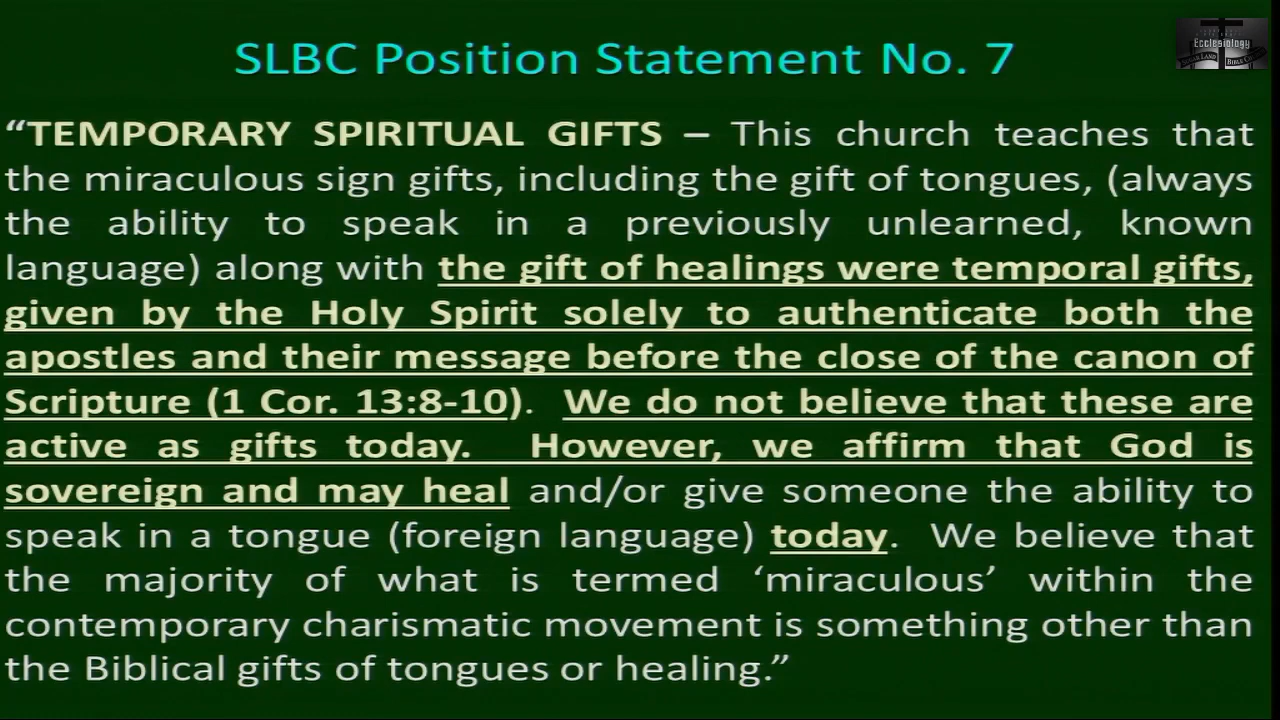 SLBC Position Statement No. 7
Ecclesiology
“TEMPORARY SPIRITUAL GIFTS – This church teaches that
the miraculous sign gifts, including the gift of tongues, (always
the ability to speak in a previously unlearned, known
language) along with the gift of healings were temporal gifts,
given by the Holy Spirit solely to authenticate both the
apostles and their message before the close of the canon of
Scripture (1 Cor. 13:8-10). We do not believe that these are
active as gifts today. However, we affirm that God is
sovereign and may heal and/or give someone the ability to
speak in a tongue (foreign language) today. We believe that
the majority of what is termed ‘miraculous’ within the
contemporary charismatic movement is something other than
the Biblical gifts of tongues or healing.”